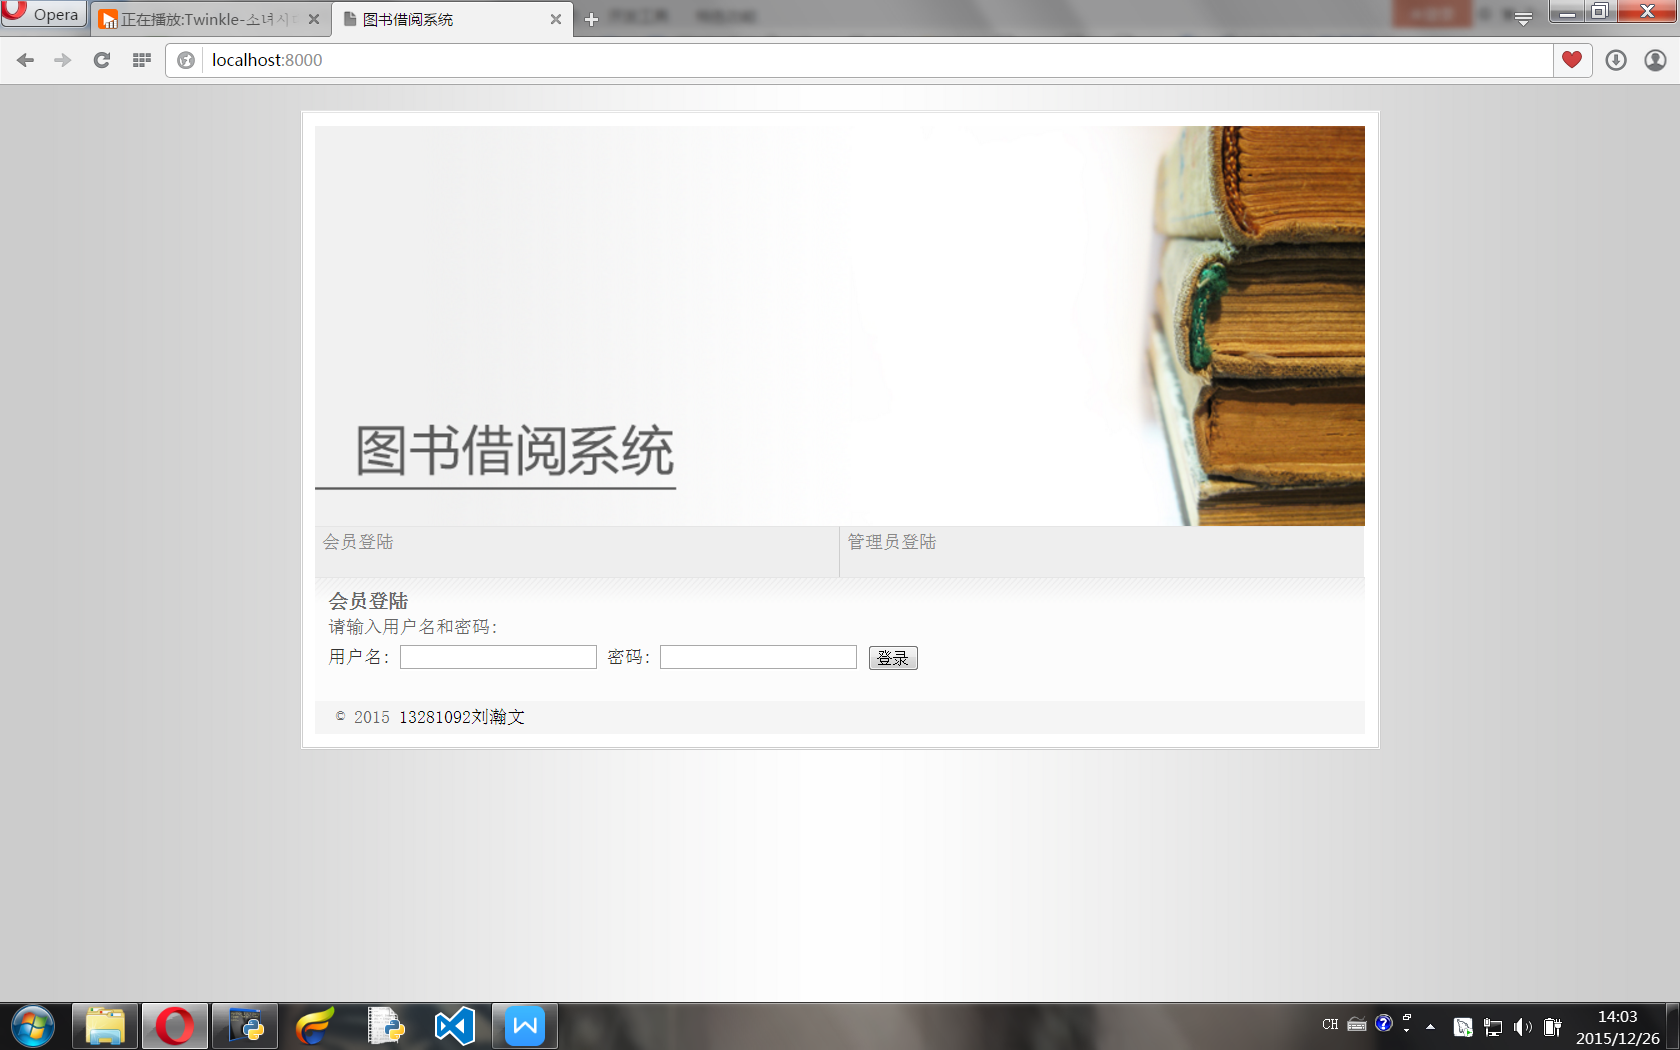 Opera
正在播放:Twinkle-소녀시
图书借阅系统
localhost:8000
图书借阅系统
会员登陆
管理员登陆
会员登陆
请输入用户名和密码：
用户名：
密码：
登录
© 2015 13281092刘瀚文
CH
14:03
2015/12/26